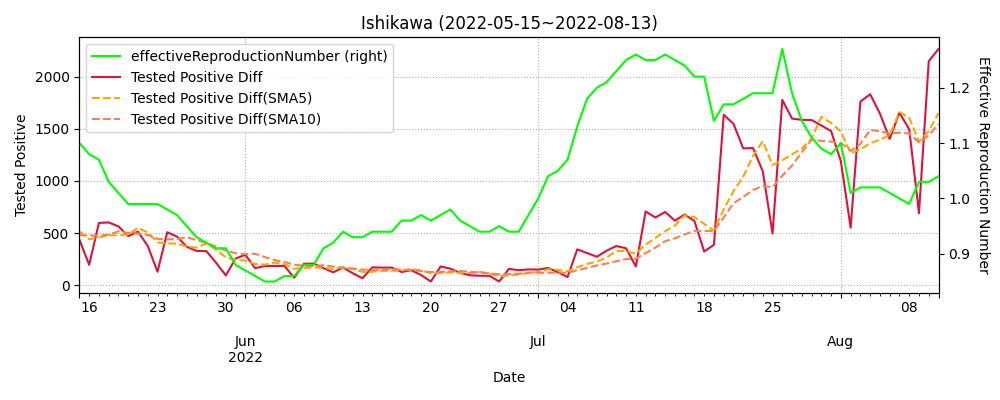 Ishikawa (2022-05-15~2022-08-13)
effectiveReproductionNumber (right)
Tested Positive Diff
Tested Positive Diff(SMA5)
Tested Positive Diff(SMA10)
Tested Positive
2000
1500
1000
500
0
Effective Reproduction Number
1.2
1.1
1.0
0.9
16 23 06 13 20 27 04 11 18 25 08
Jun Jul Aug
2022
Date